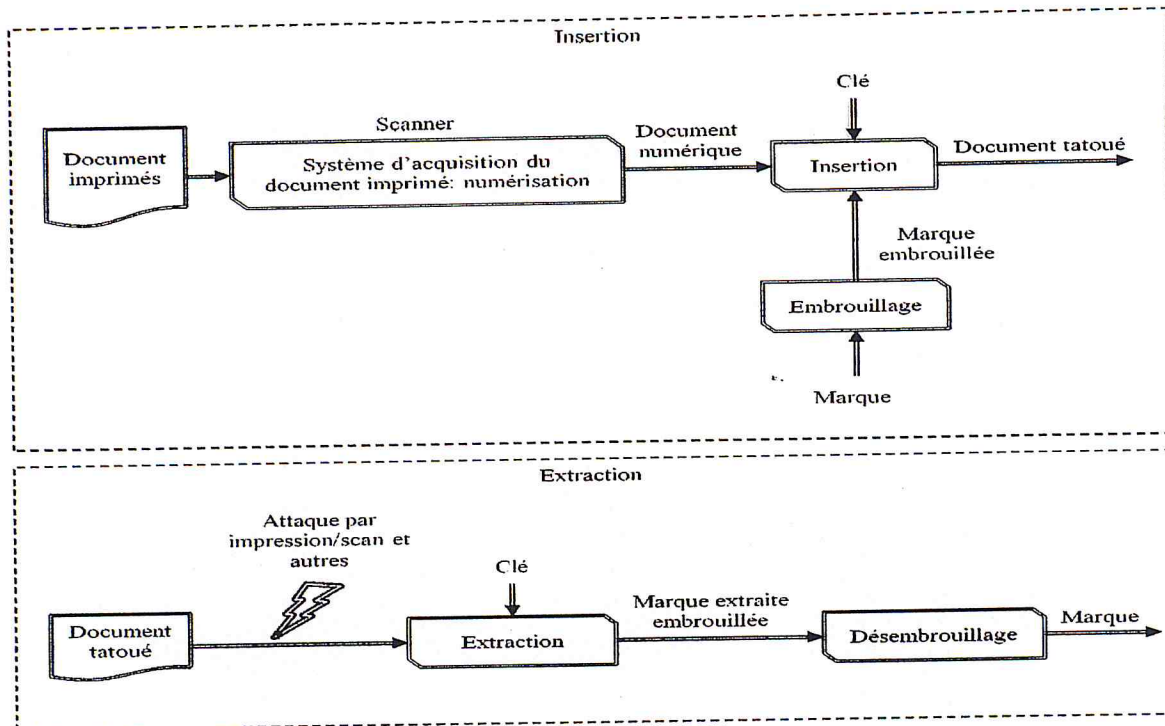 Insertion
Clé
Scanner
Document
imprimés
Système d'acquisition du
document imprimé: numérisation
Document
numérique
Insertion
Document tatoué
Marque
embrouillée
Embrouillage
Marque
Extraction
Attaque par
impression/scan et
autres
Clé
Document
tatoué
Extraction
Marque extraite
embrouillée
Désembrouillage
Marque